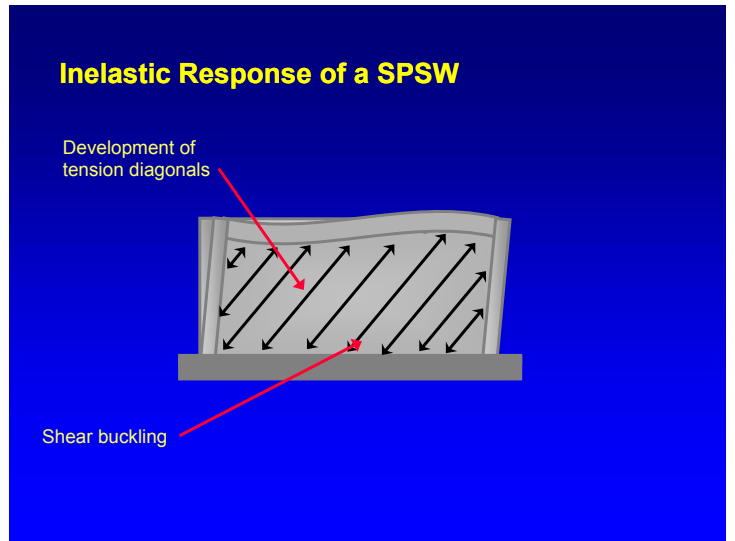 Inelastic Response of a SPSW
Development of
tension diagonals
Shear buckling